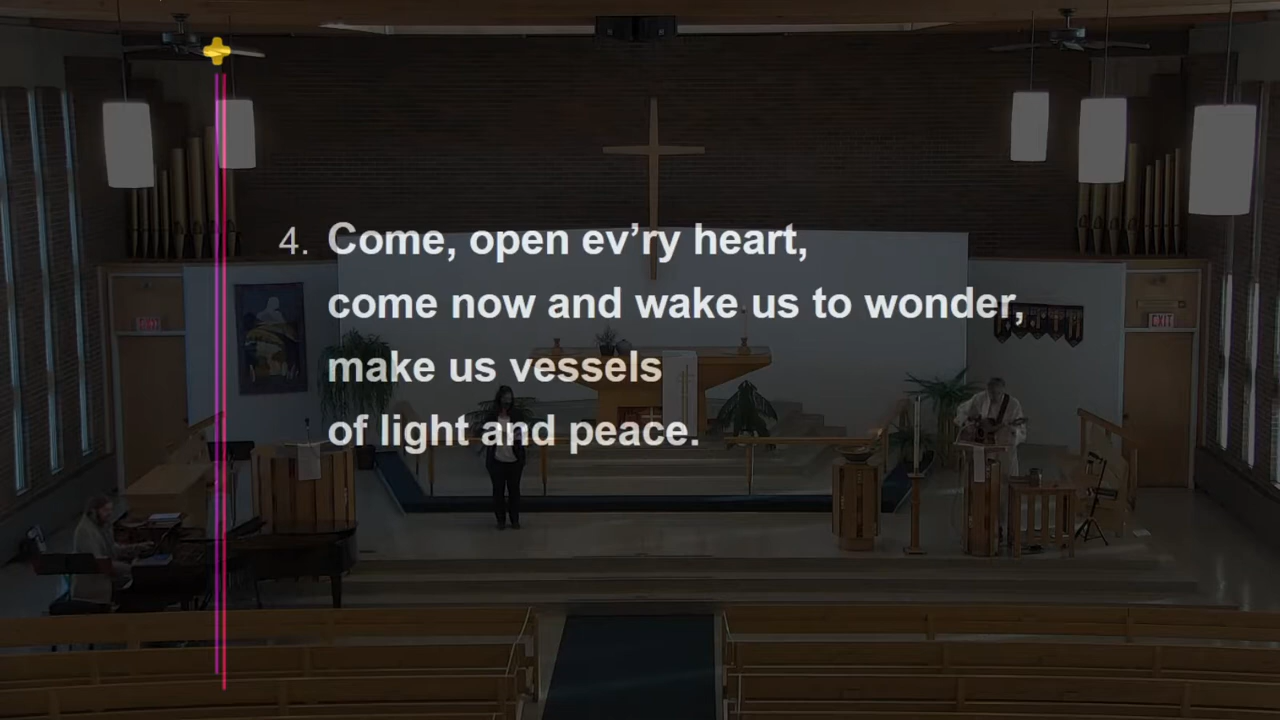 4. Come, open ev’ry heart,
come now and wake us to wonder,
make us vessels
of light and peace.
EXIT
EXIT